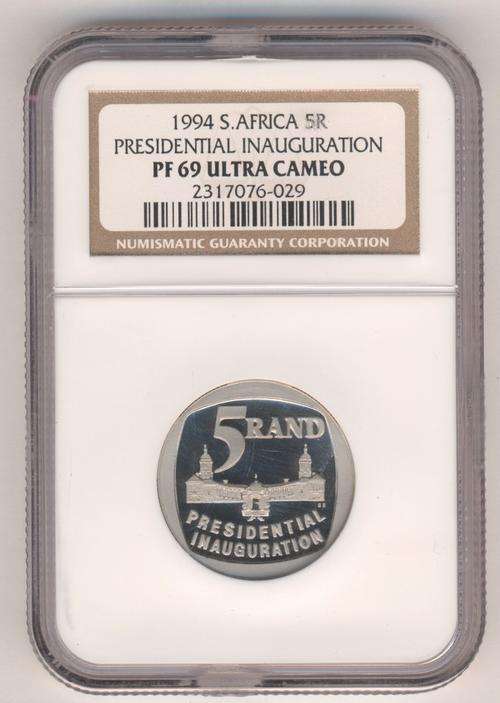 1994 S.AFRICA 5R
PRESIDENTIAL INAUGURATION
PF 69 ULTRA CAMEO
2317076-029
NUMISMATIC GUARANTY CORPORATION
5 RAND
PRESIDENTIAL
INAUGURATION